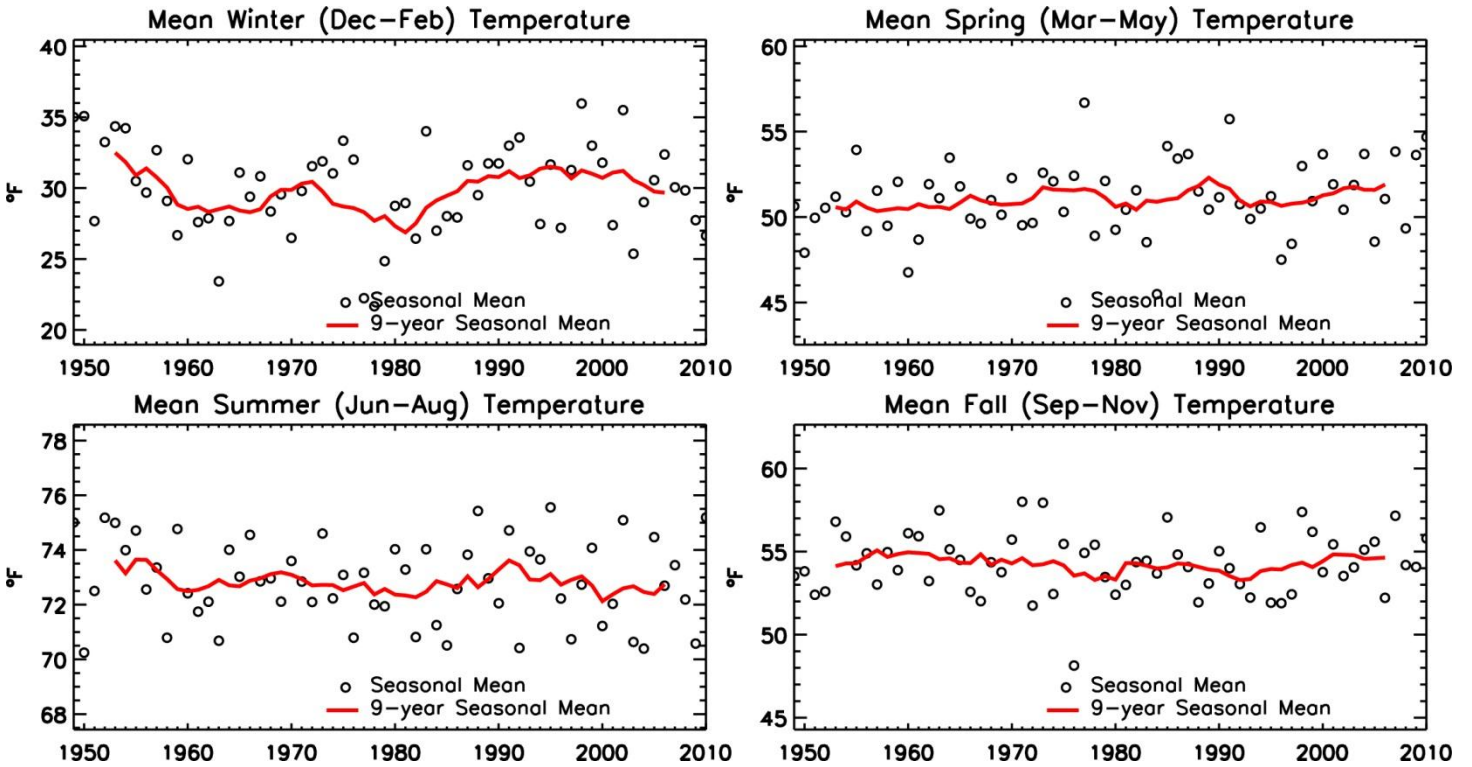 Mean Winter (Dec–Feb) Temperature
40
35
30
25
20
°F
Seasonal Mean
9–year Seasonal Mean
1950 1960 1970 1980 1990 2000 2010
Mean Spring (Mar–May) Temperature
60
55
50
45
°F
Seasonal Mean
9–year Seasonal Mean
1950 1960 1970 1980 1990 2000 2010
Mean Summer (Jun–Aug) Temperature
78
76
74
72
70
68
°F
Seasonal Mean
9–year Seasonal Mean
1950 1960 1970 1980 1990 2000 2010
Mean Fall (Sep–Nov) Temperature
60
55
50
45
°F
Seasonal Mean
9–year Seasonal Mean
1950 1960 1970 1980 1990 2000 2010